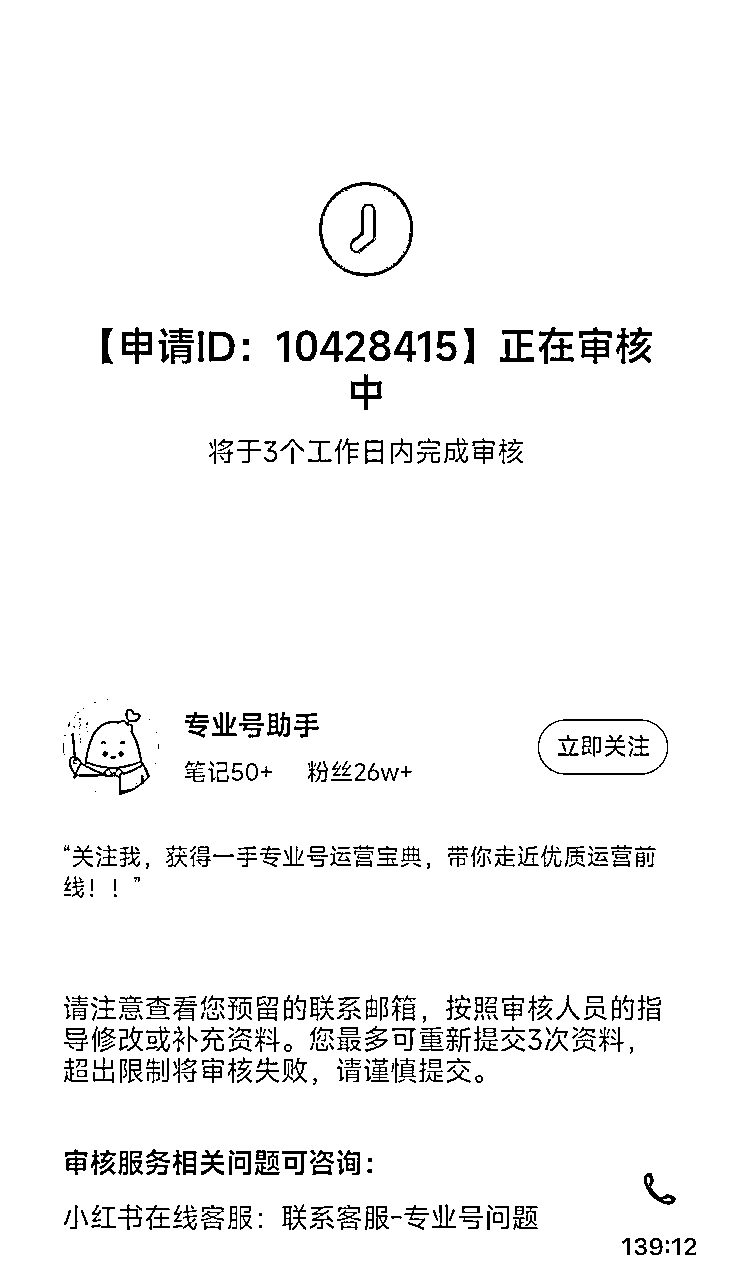 【申请ID：10428415】正在审核
中
将于3个工作日内完成审核
专业号助手
笔记50+ 粉丝26w+
立即关注
“关注我，获得一手专业号运营宝典，带你走近优质运营前
线！！”
请注意查看您预留的联系邮箱，按照审核人员的指
导修改或补充资料。您最多可重新提交3次资料，
超出限制将审核失败，请谨慎提交。
审核服务相关问题可咨询：
小红书在线客服：联系客服-专业号问题
139:12